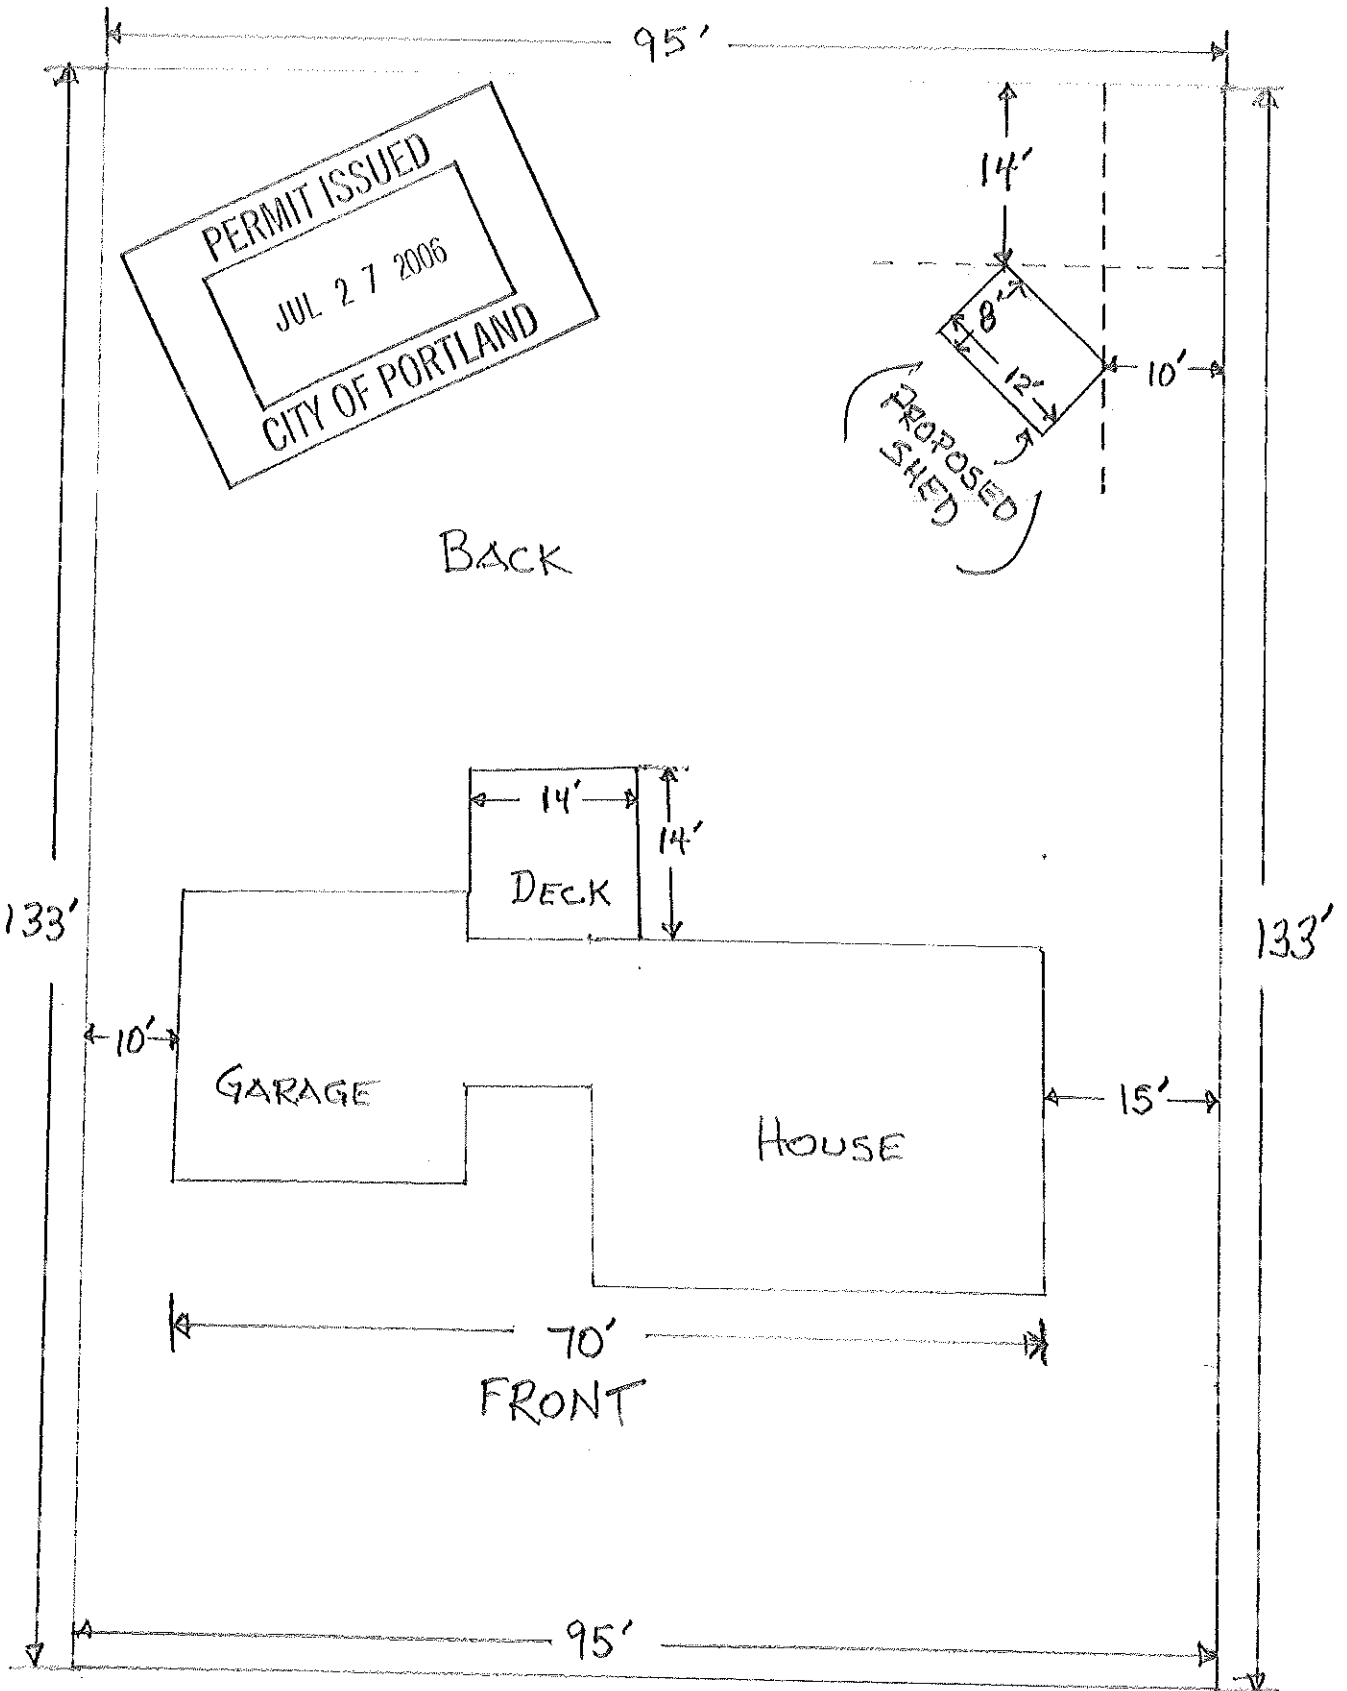 95'
PERMIT ISSUED
JUL 27 2006
CITY OF PORTLAND
14'
8'
12'
10'
PROPOSED
SHED
BACK
14'
14'
DECK
133'
133'
10'
GARAGE
15'
HOUSE
70'
FRONT
95'